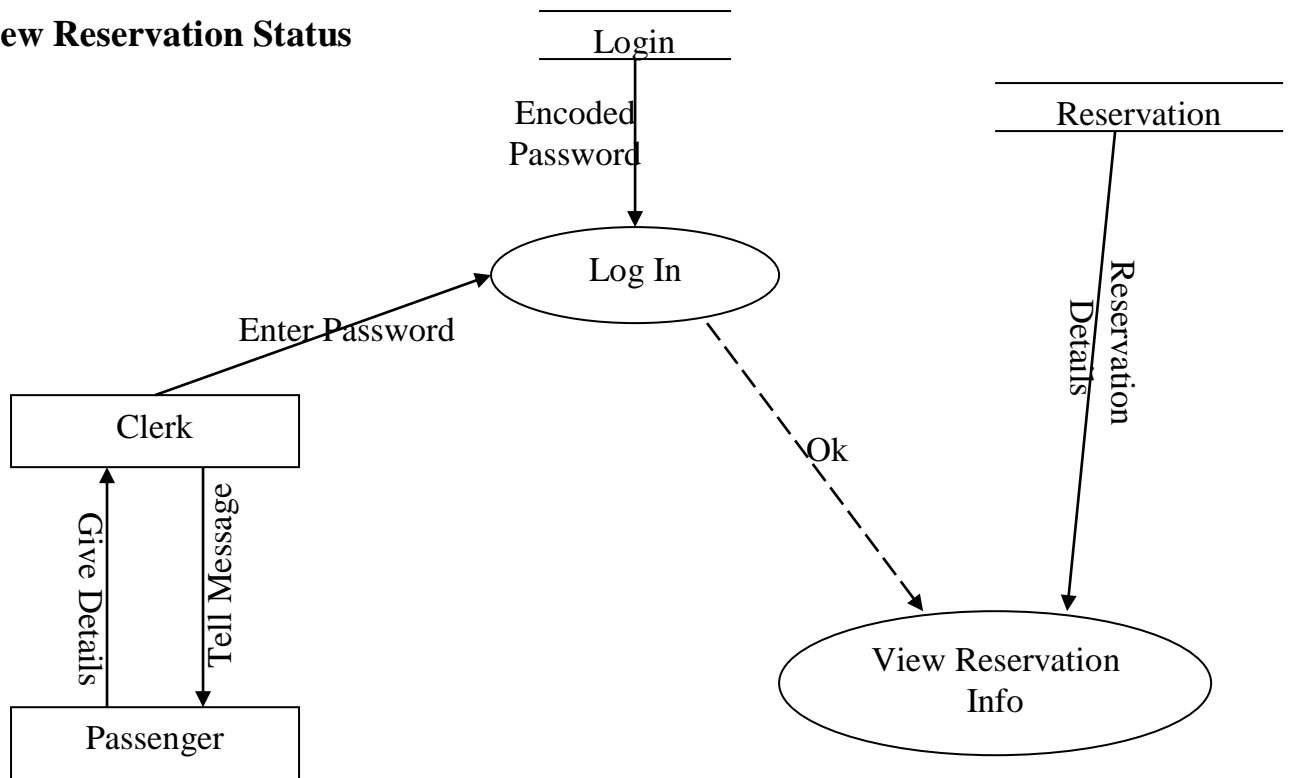 ew Reservation Status
Login
Reservation
Encoded
Password
Log In
Reservation
Details
Enter Password
Clerk
Ok
Give Details
Tell Message
View Reservation
Info
Passenger